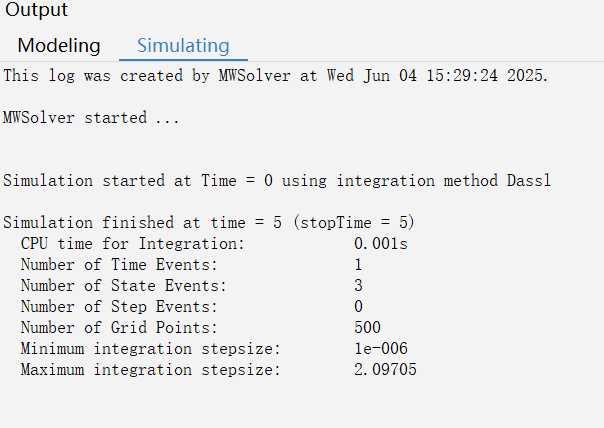 Output
Modeling Simulating
This log was created by MWSolver at Wed Jun 04 15:29:24 2025.
MWSolver started ...
Simulation started at Time = 0 using integration method Dassl
Simulation finished at time = 5 (stopTime = 5)
CPU time for Integration: 0.001s
Number of Time Events: 1
Number of State Events: 3
Number of Step Events: 0
Number of Grid Points: 500
Minimum integration stepsize: 1e-006
Maximum integration stepsize: 2.09705